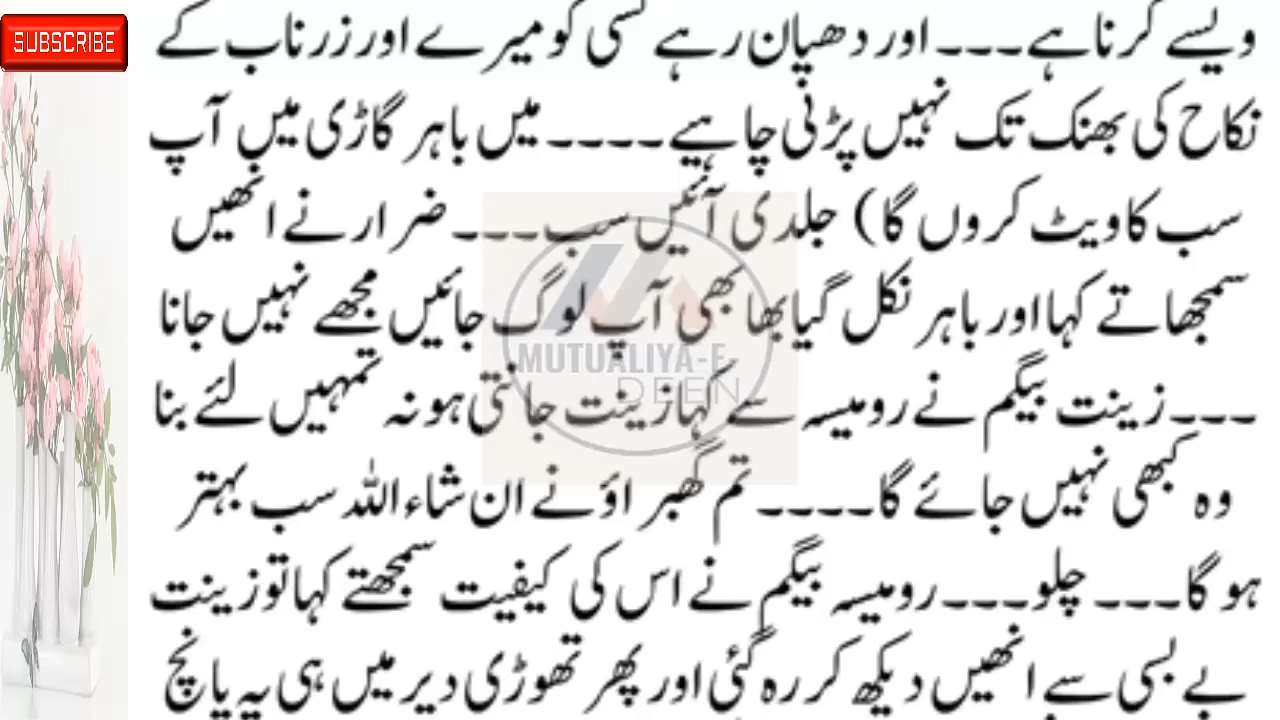 SUBSCRIBE
ویسے کرنا ہے۔۔۔ اور دھیان رہے کسی کو میرے اور زرناب کے
نکاح کی بھنک تک نہیں پڑنی چاہیے۔۔۔۔ میں باہر گاڑی میں آپ
سب کا ویٹ کروں گا) جلدی آئیں سب۔۔۔ ضرار نے انھیں
سمجھاتے کہا اور باہر نکل گیا بھابھی آپ لوگ جائیں مجھے نہیں جانا
۔۔۔ زینت بیگم نے رومیسہ سے کہا زینت جانتی ہو نہ تمہیں لئے بنا
وہ کبھی نہیں جائے گا۔۔۔۔ تم گھبراؤ نے ان شاءاللہ سب بہتر
ہو گا۔۔۔ چلو۔۔۔ رومیسہ بیگم نے اس کی کیفیت سمجھتے کہا تو زینت
بے بسی سے انھیں دیکھ کر رہ گئی اور پھر تھوڑی دیر میں ہی یہ پانچ
MUTUALIYA-E
DEEN